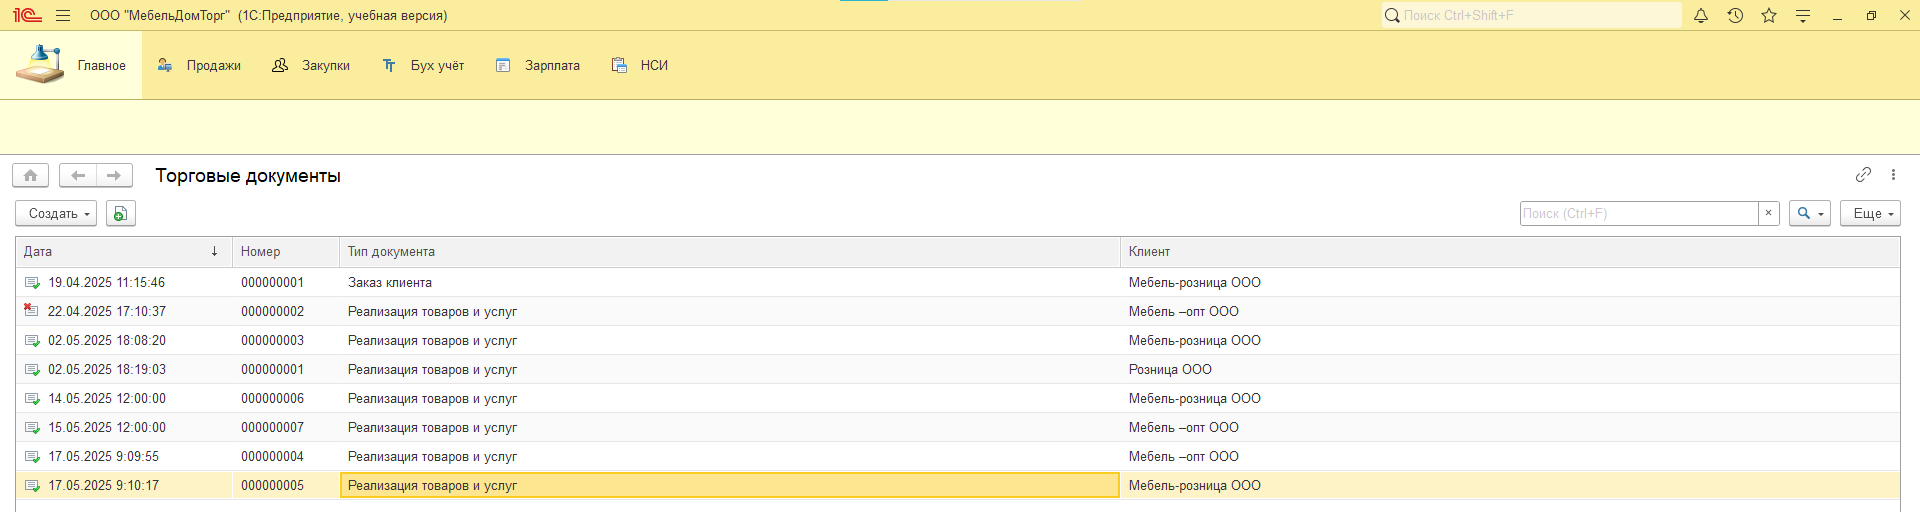 1С ООО "МебельДомТорг" (1С:Предприятие, учебная версия) Поиск Ctrl+Shift+F
Главное Продажи Закупки Бух учёт Зарплата НСИ
Торговые документы
Создать Поиск (Ctrl+F) × Еще
Дата ↓ Номер Тип документа Клиент
19.04.2025 11:15:46 000000001 Заказ клиента Мебель-розница ООО
22.04.2025 17:10:37 000000002 Реализация товаров и услуг Мебель –опт ООО
02.05.2025 18:08:20 000000003 Реализация товаров и услуг Мебель-розница ООО
02.05.2025 18:19:03 000000001 Реализация товаров и услуг Розница ООО
14.05.2025 12:00:00 000000006 Реализация товаров и услуг Мебель-розница ООО
15.05.2025 12:00:00 000000007 Реализация товаров и услуг Мебель –опт ООО
17.05.2025 9:09:55 000000004 Реализация товаров и услуг Мебель –опт ООО
17.05.2025 9:10:17 000000005 Реализация товаров и услуг Мебель-розница ООО